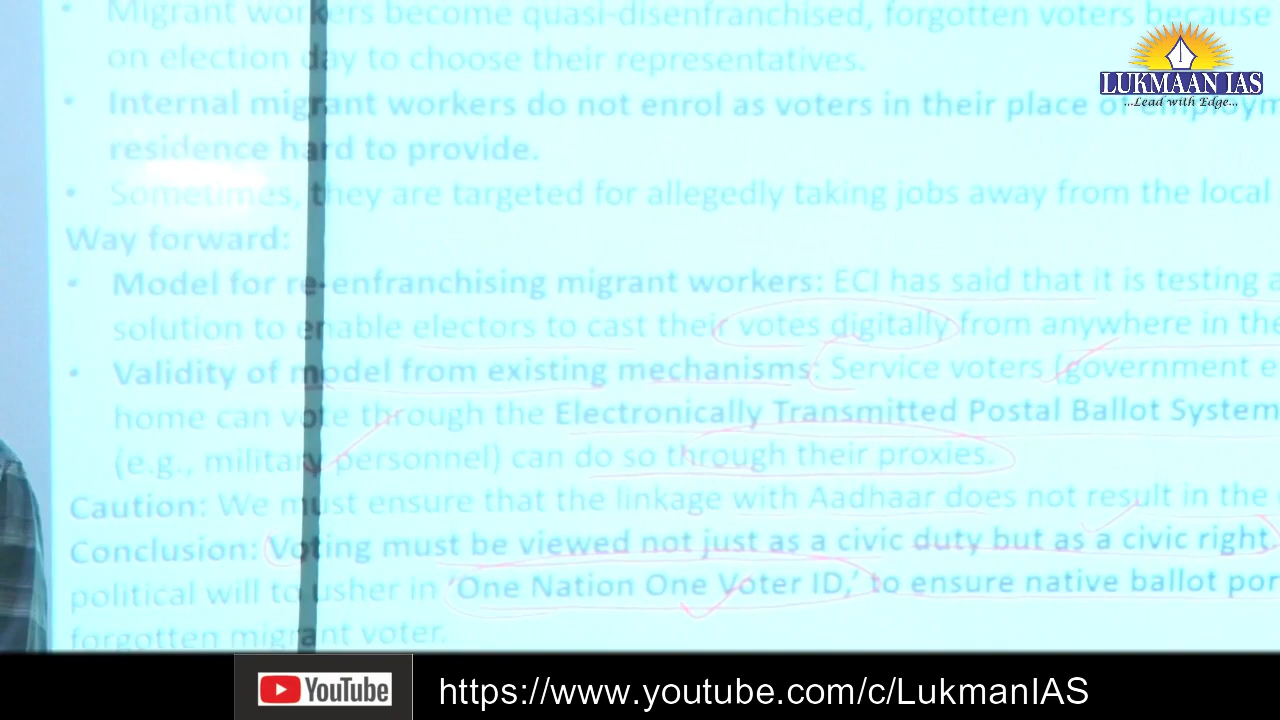 Migrant workers become quasi-disenfranchised, forgotten voters because
on election day to choose their representatives.
Internal migrant workers do not enrol as voters in their place of employm
residence hard to provide.
Sometimes, they are targeted for allegedly taking jobs away from the local
Way forward:
Model for re-enfranchising migrant workers: ECI has said that it is testing a
solution to enable electors to cast their votes digitally from anywhere in the
Validity of model from existing mechanisms: Service voters (government e
home can vote through the Electronically Transmitted Postal Ballot System
(e.g., military personnel) can do so through their proxies.
Caution: We must ensure that the linkage with Aadhaar does not result in the
Conclusion: Voting must be viewed not just as a civic duty but as a civic right.
political will to usher in 'One Nation One Voter ID,' to ensure native ballot por
forgotten migrant voter.
LUKMAAN IAS
...Lead with Edge...
YouTube
https://www.youtube.com/c/LukmanIAS